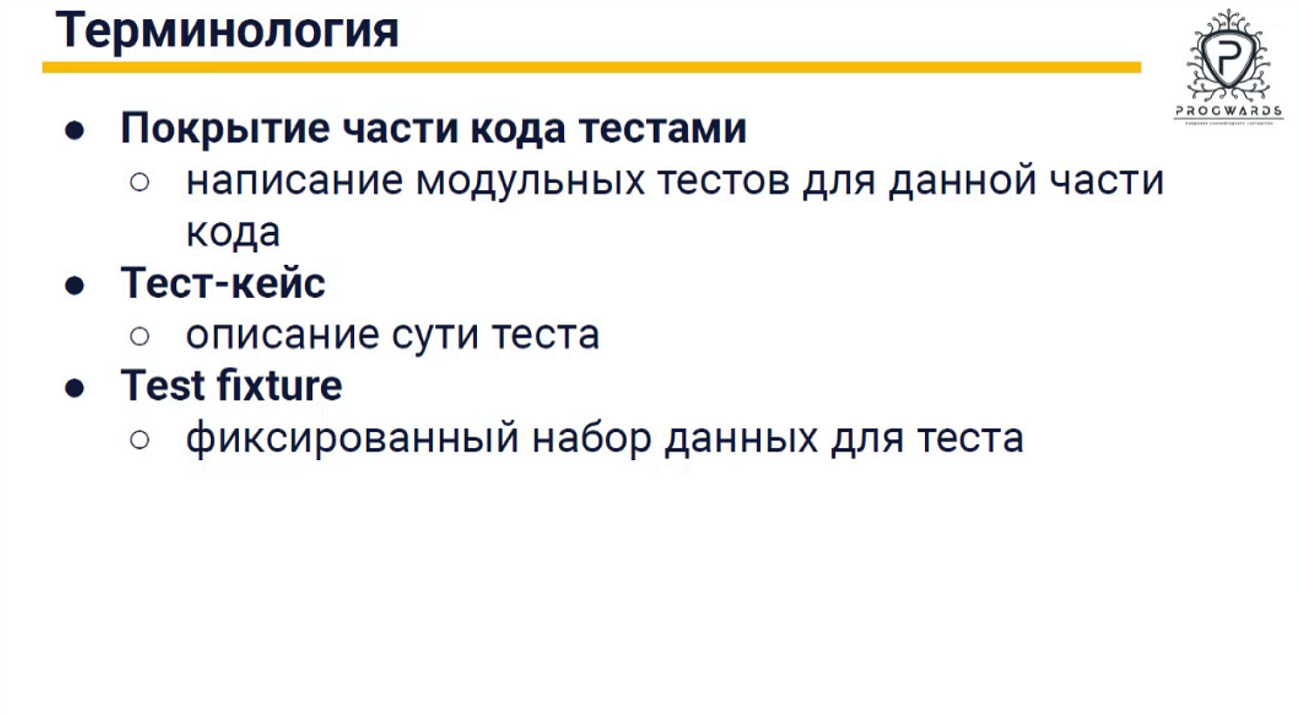 Терминология
PROGWARDS
● Покрытие части кода тестами
○ написание модульных тестов для данной части
кода
● Тест-кейс
○ описание сути теста
● Test fixture
○ фиксированный набор данных для теста